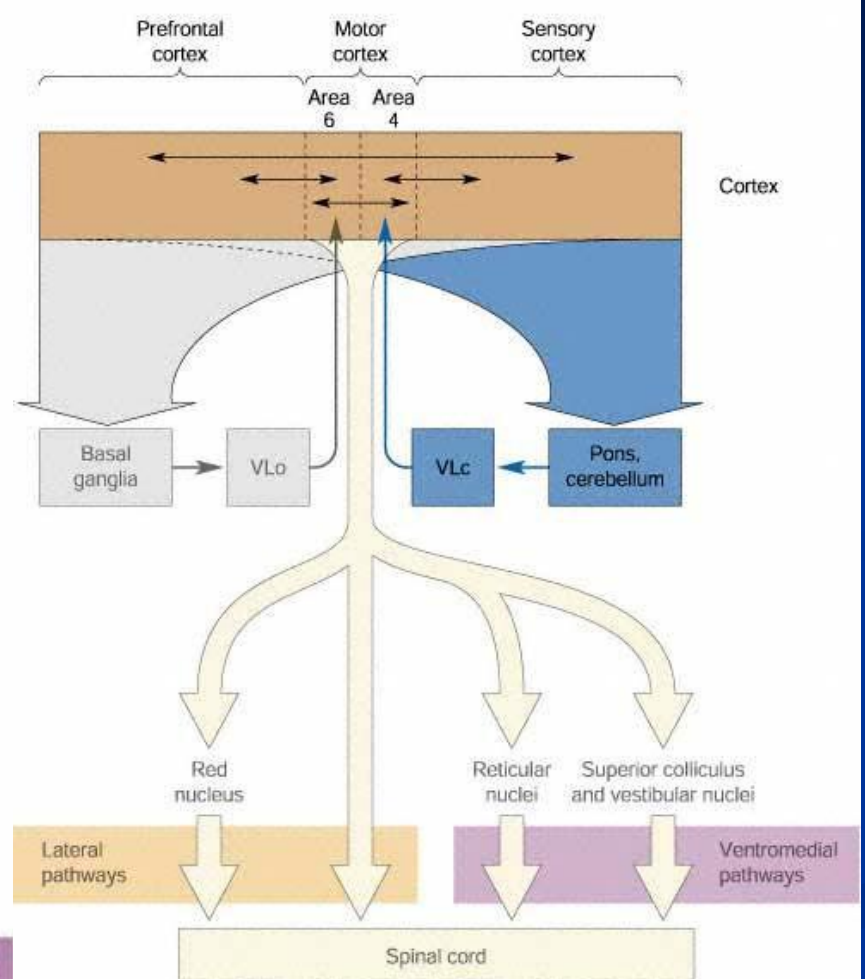 Prefrontal
cortex
Motor
cortex
Sensory
cortex
Area
6
Area
4
Cortex
Basal
ganglia
VLo
VLc
Pons,
cerebellum
Red
nucleus
Reticular
nuclei
Superior colliculus
and vestibular nuclei
Lateral
pathways
Ventromedial
pathways
Spinal cord